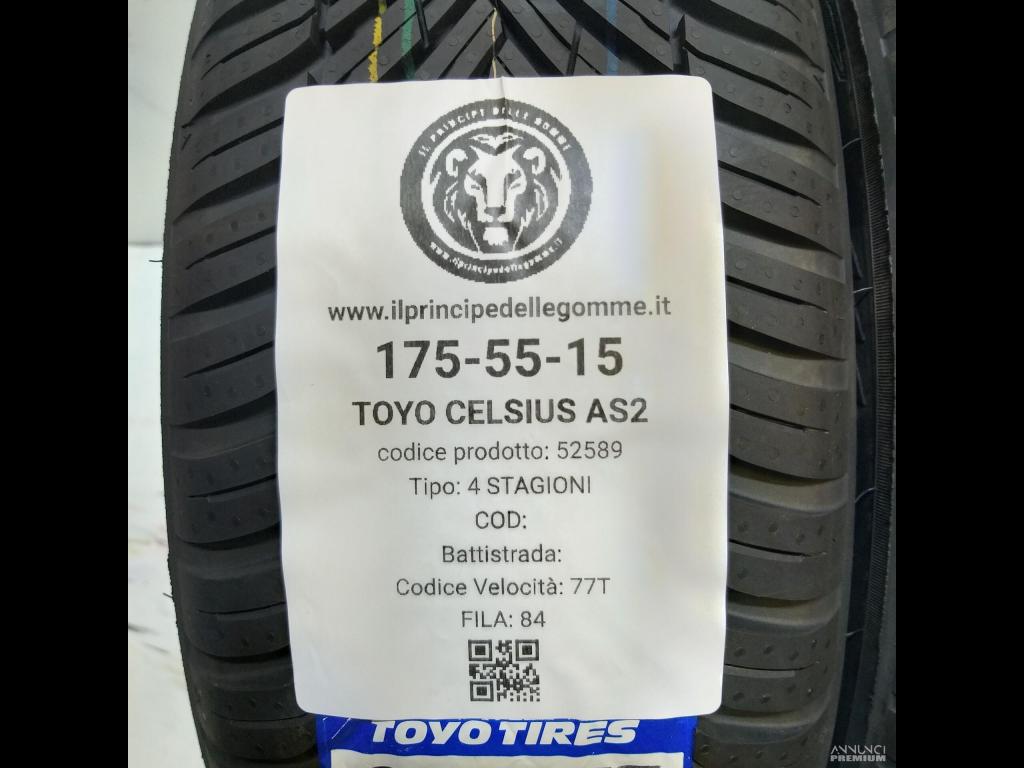 IL PRINCIPE DELLE GOMME
www.ilprincipedellegomme.it
www.ilprincipedellegomme.it
175-55-15
TOYO CELSIUS AS2
codice prodotto: 52589
Tipo: 4 STAGIONI
COD:
Battistrada:
Codice Velocità: 77T
FILA: 84
TOYO TIRES
ANNUNCI
PREMIUM